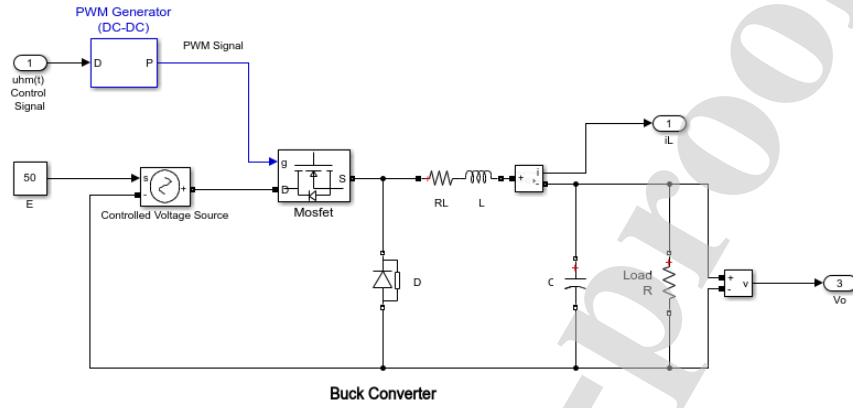 PWM Generator
(DC-DC)
PWM Signal
1
D
P
uhm(t)
Control
Signal
1
iL
g
50
s
-
+
D
S
i
+
-
E
Controlled Voltage Source
Mosfet
RL
L
D
C
Load
R
+
-
v
3
Vo
Buck Converter
-proo